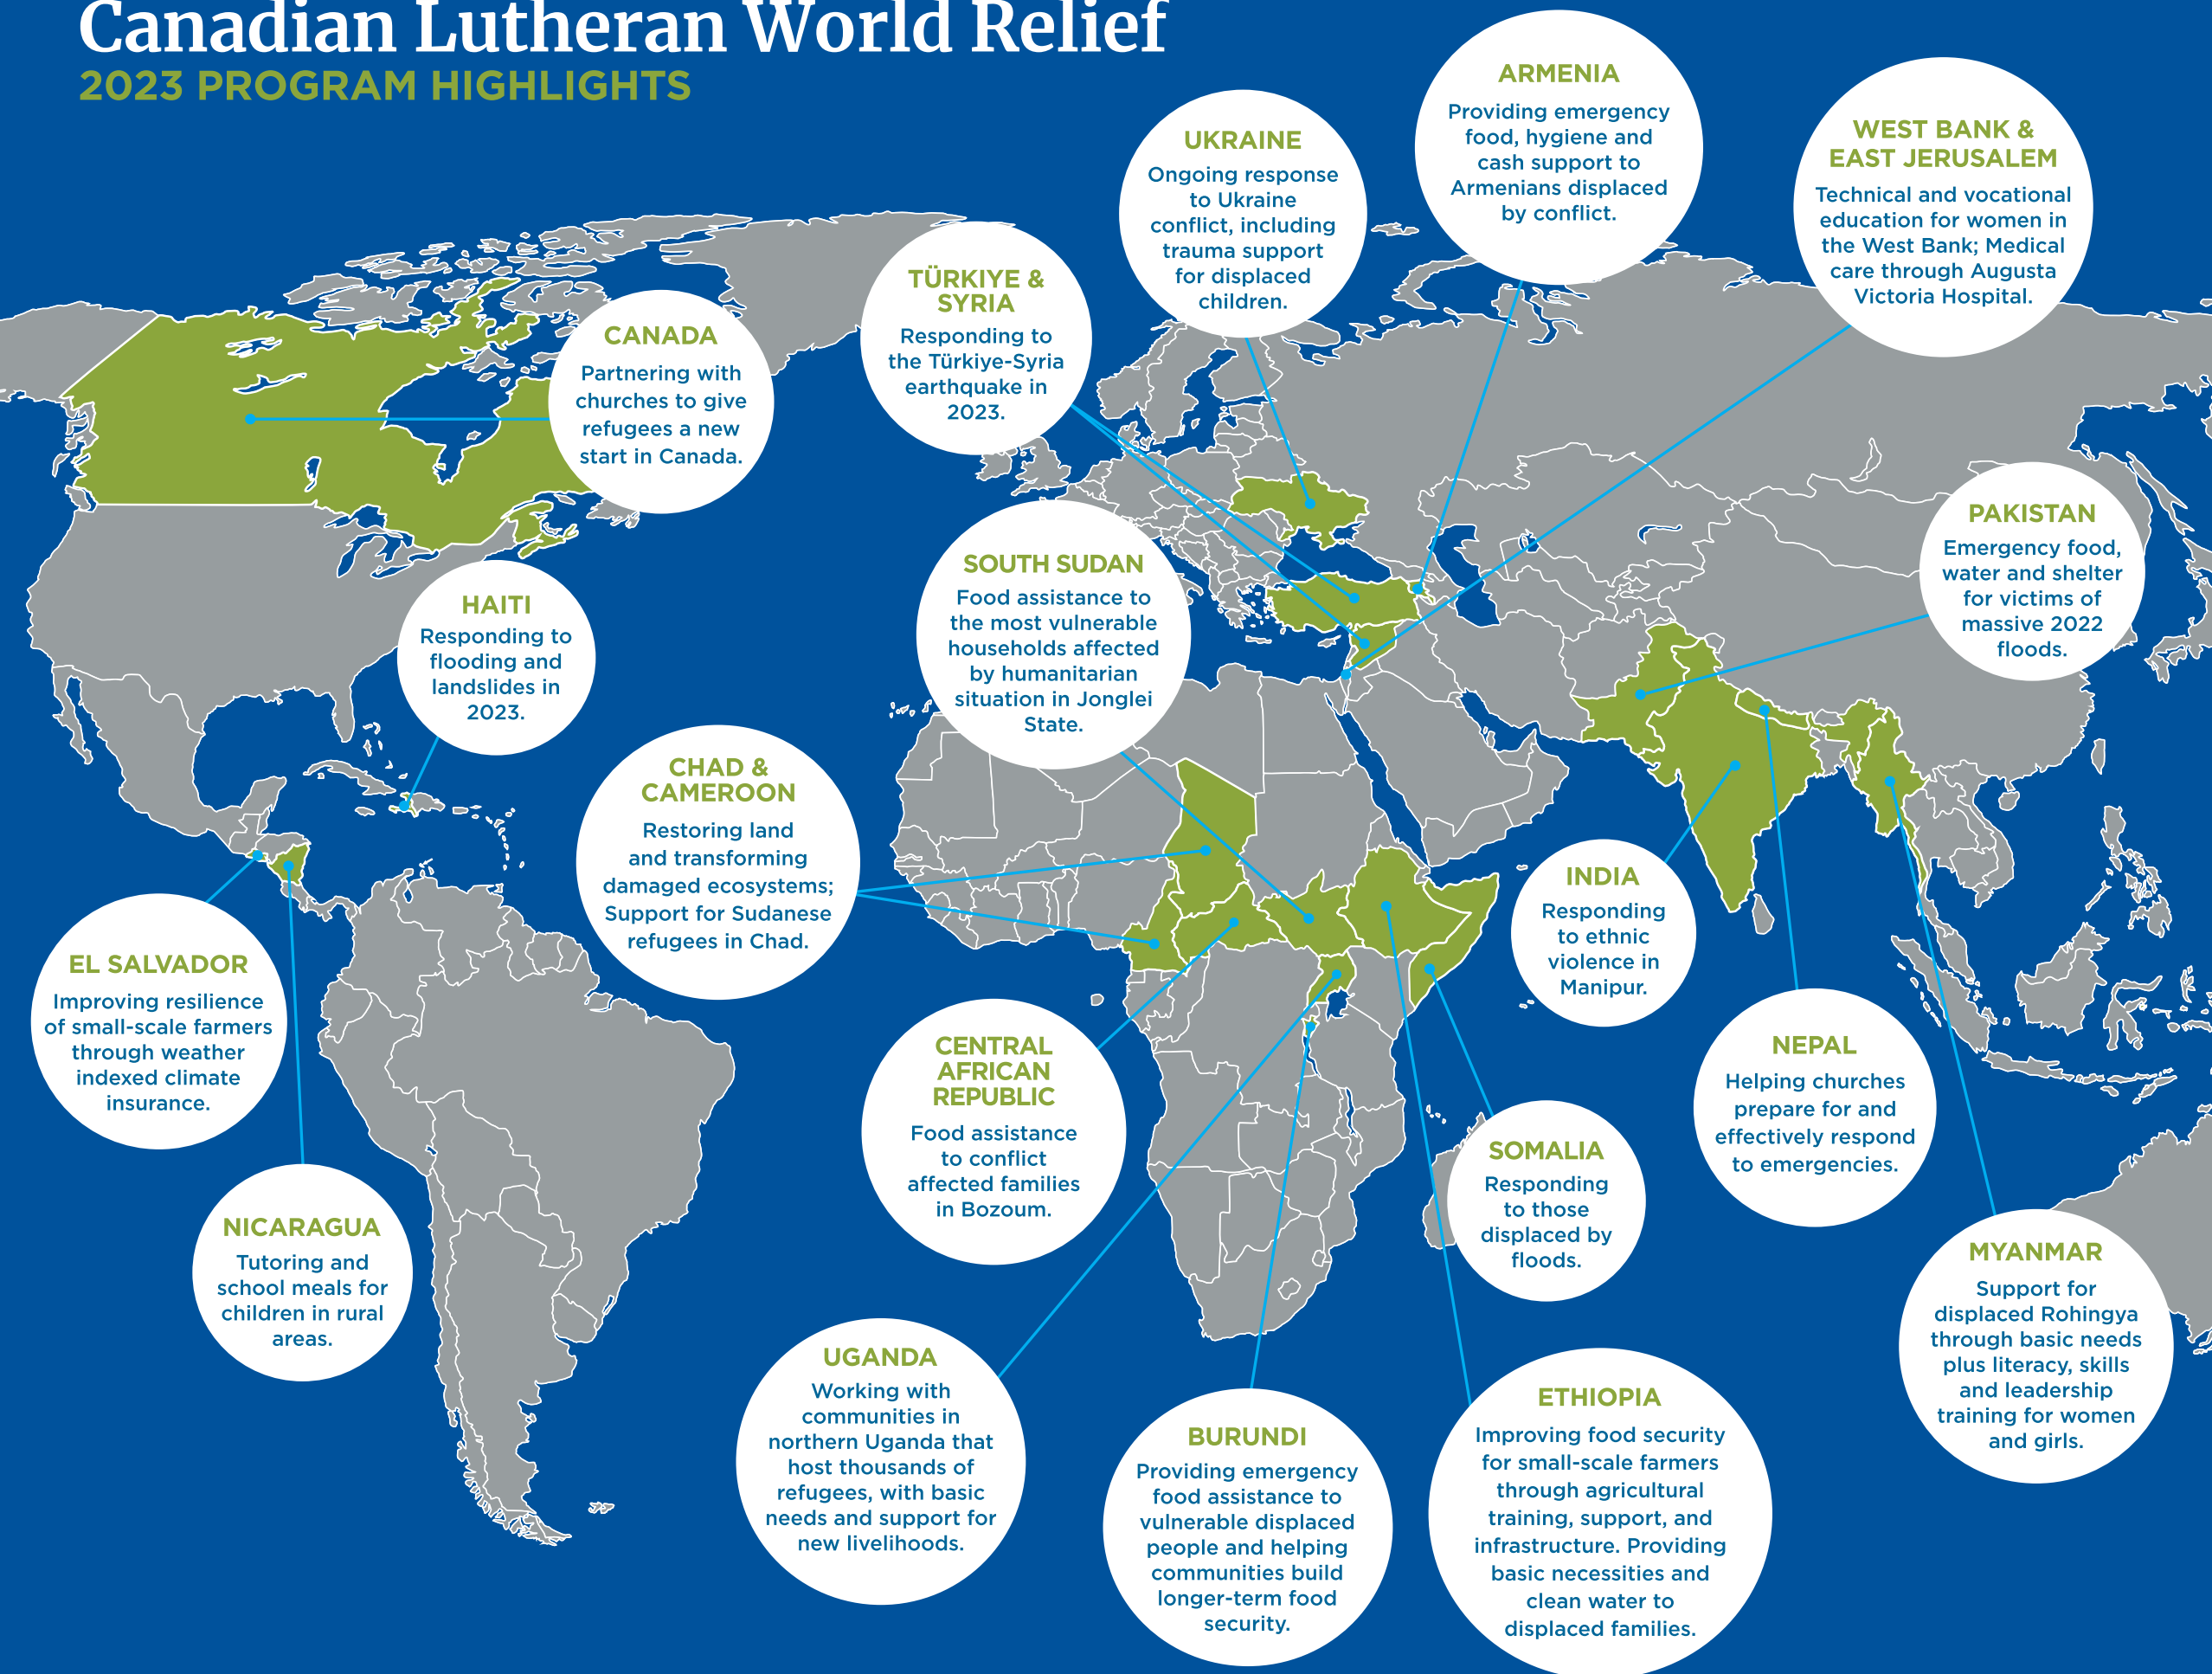 Canadian Lutheran World Relief
2023 PROGRAM HIGHLIGHTS
ARMENIA
Providing emergency
food, hygiene and
cash support to
Armenians displaced
by conflict.
WEST BANK &
EAST JERUSALEM
Technical and vocational
education for women in
the West Bank; Medical
care through Augusta
Victoria Hospital.
UKRAINE
Ongoing response
to Ukraine
conflict, including
trauma support
for displaced
children.
TÜRKIYE &
SYRIA
Responding to
the Türkiye-Syria
earthquake in
2023.
CANADA
Partnering with
churches to give
refugees a new
start in Canada.
PAKISTAN
Emergency food,
water and shelter
for victims of
massive 2022
floods.
SOUTH SUDAN
Food assistance to
the most vulnerable
households affected
by humanitarian
situation in Jonglei
State.
HAITI
Responding to
flooding and
landslides in
2023.
CHAD &
CAMEROON
Restoring land
and transforming
damaged ecosystems;
Support for Sudanese
refugees in Chad.
INDIA
Responding
to ethnic
violence in
Manipur.
EL SALVADOR
Improving resilience
of small-scale farmers
through weather
indexed climate
insurance.
CENTRAL
AFRICAN
REPUBLIC
Food assistance
to conflict
affected families
in Bozoum.
NEPAL
Helping churches
prepare for and
effectively respond
to emergencies.
SOMALIA
Responding
to those
displaced by
floods.
NICARAGUA
Tutoring and
school meals for
children in rural
areas.
MYANMAR
Support for
displaced Rohingya
through basic needs
plus literacy, skills
and leadership
training for women
and girls.
UGANDA
Working with
communities in
northern Uganda that
host thousands of
refugees, with basic
needs and support for
new livelihoods.
BURUNDI
Providing emergency
food assistance to
vulnerable displaced
people and helping
communities build
longer-term food
security.
ETHIOPIA
Improving food security
for small-scale farmers
through agricultural
training, support, and
infrastructure. Providing
basic necessities and
clean water to
displaced families.